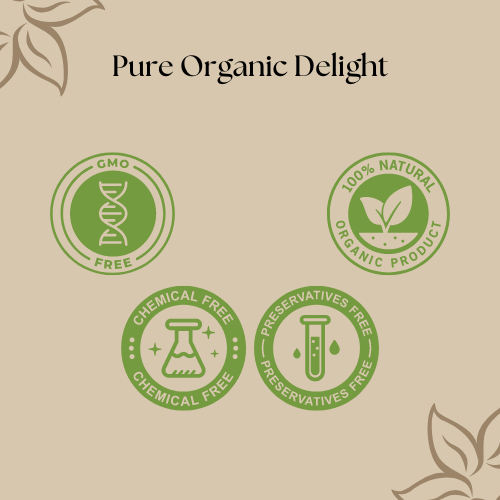 Pure Organic Delight
GMO
FREE
100% NATURAL
ORGANIC PRODUCT
CHEMICAL FREE
CHEMICAL FREE
PRESERVATIVES FREE
PRESERVATIVES FREE